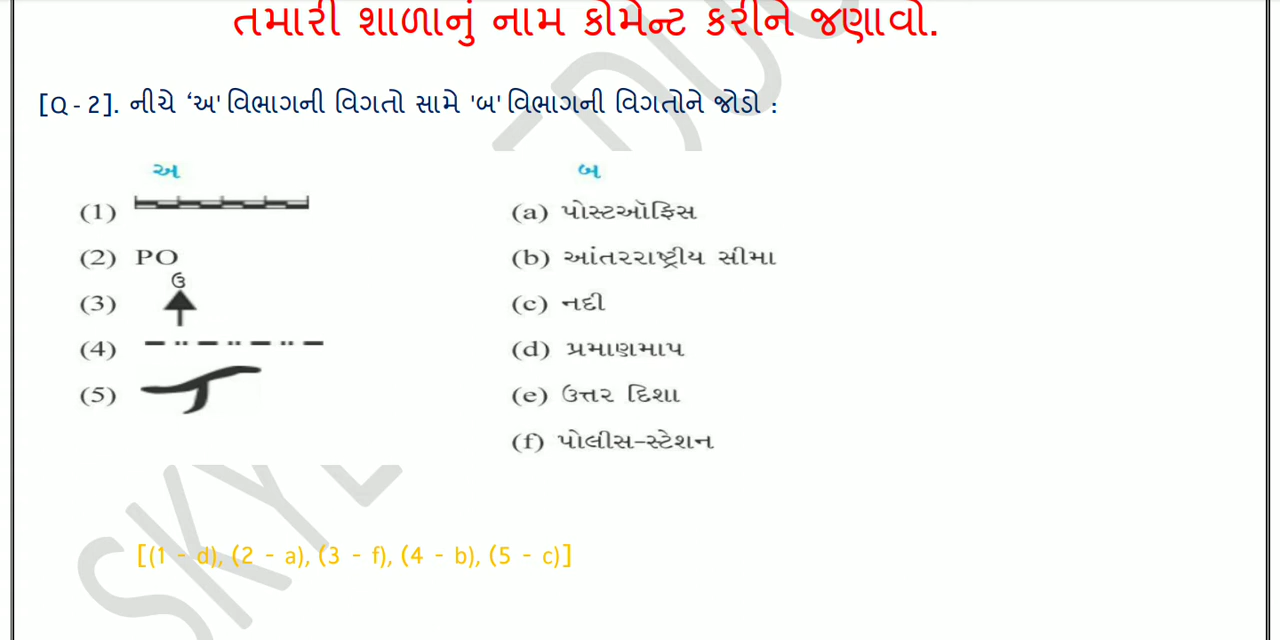 તમારી શાળાનું નામ કોમેન્ટ કરીને જણાવો.
[Q - 2]. નીચે ‘અ' વિભાગની વિગતો સામે 'બ' વિભાગની વિગતોને જોડો :
અ બ
(1) (a) પોસ્ટઑફિસ
(2) PO (b) આંતરરાષ્ટ્રીય સીમા
ઉ
(3) (c) નદી
(4) (d) પ્રમાણમાપ
(5) (e) ઉત્તર દિશા
(f) પોલીસ-સ્ટેશન
[(1 - d), (2 - a), (3 - f), (4 - b), (5 - c)]